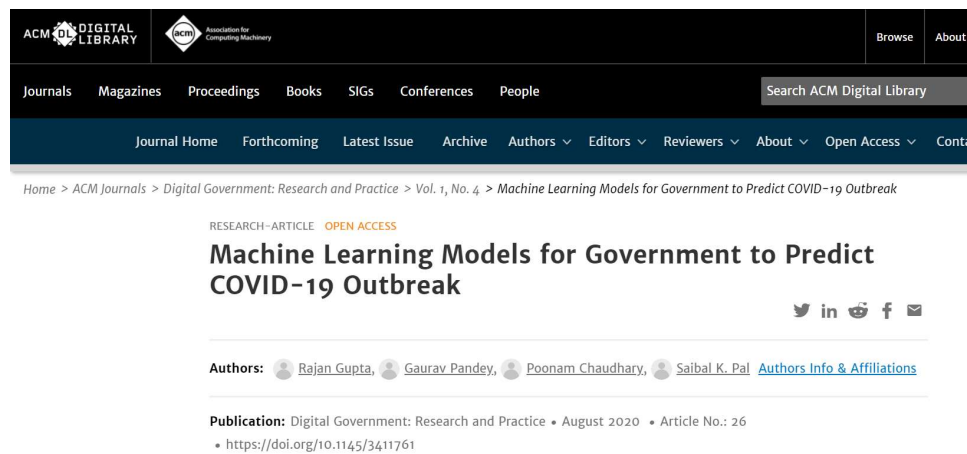 ACM DL DIGITAL LIBRARY
acm Association for Computing Machinery
Browse About
Journals Magazines Proceedings Books SIGs Conferences People
Search ACM Digital Library
Journal Home Forthcoming Latest Issue Archive Authors Editors Reviewers About Open Access
Home > ACM Journals > Digital Government: Research and Practice > Vol. 1, No. 4 > Machine Learning Models for Government to Predict COVID-19 Outbreak
RESEARCH-ARTICLE OPEN ACCESS
Machine Learning Models for Government to Predict
COVID-19 Outbreak
Authors: Rajan Gupta, Gaurav Pandey, Poonam Chaudhary, Saibal K. Pal Authors Info & Affiliations
Publication: Digital Government: Research and Practice • August 2020 • Article No.: 26
• https://doi.org/10.1145/3411761